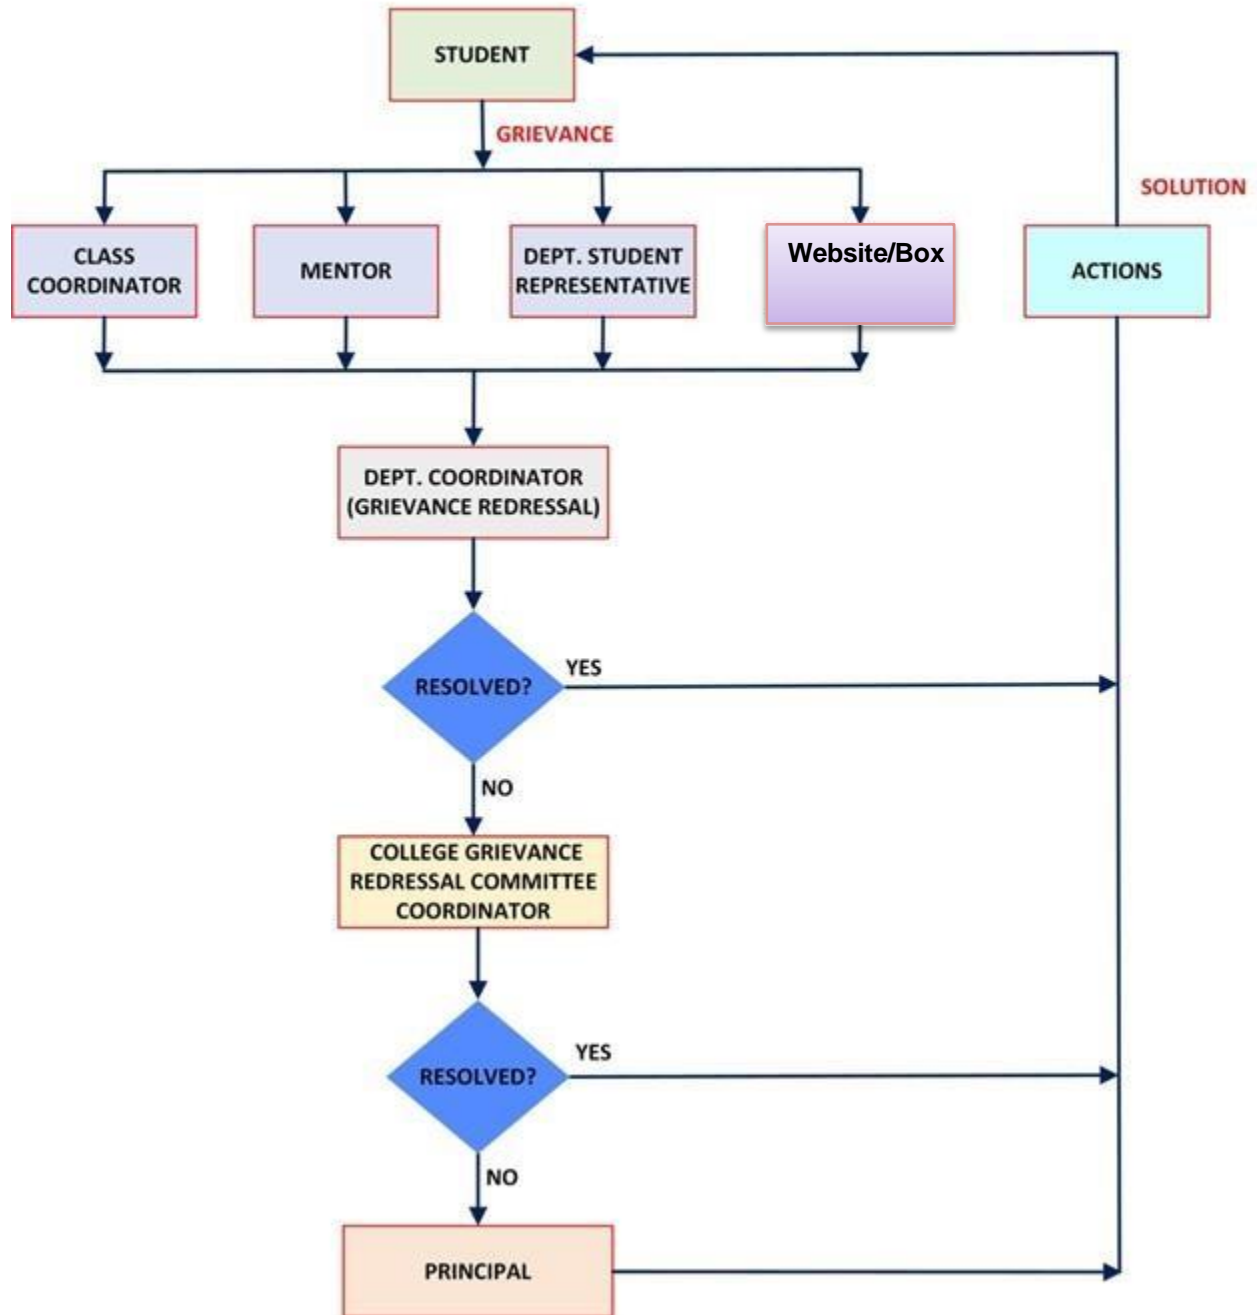 STUDENT
GRIEVANCE
SOLUTION
CLASS
COORDINATOR
MENTOR
DEPT. STUDENT
REPRESENTATIVE
Website/Box
ACTIONS
DEPT. COORDINATOR
(GRIEVANCE REDRESSAL)
YES
RESOLVED?
NO
COLLEGE GRIEVANCE
REDRESSAL COMMITTEE
COORDINATOR
YES
RESOLVED?
NO
PRINCIPAL